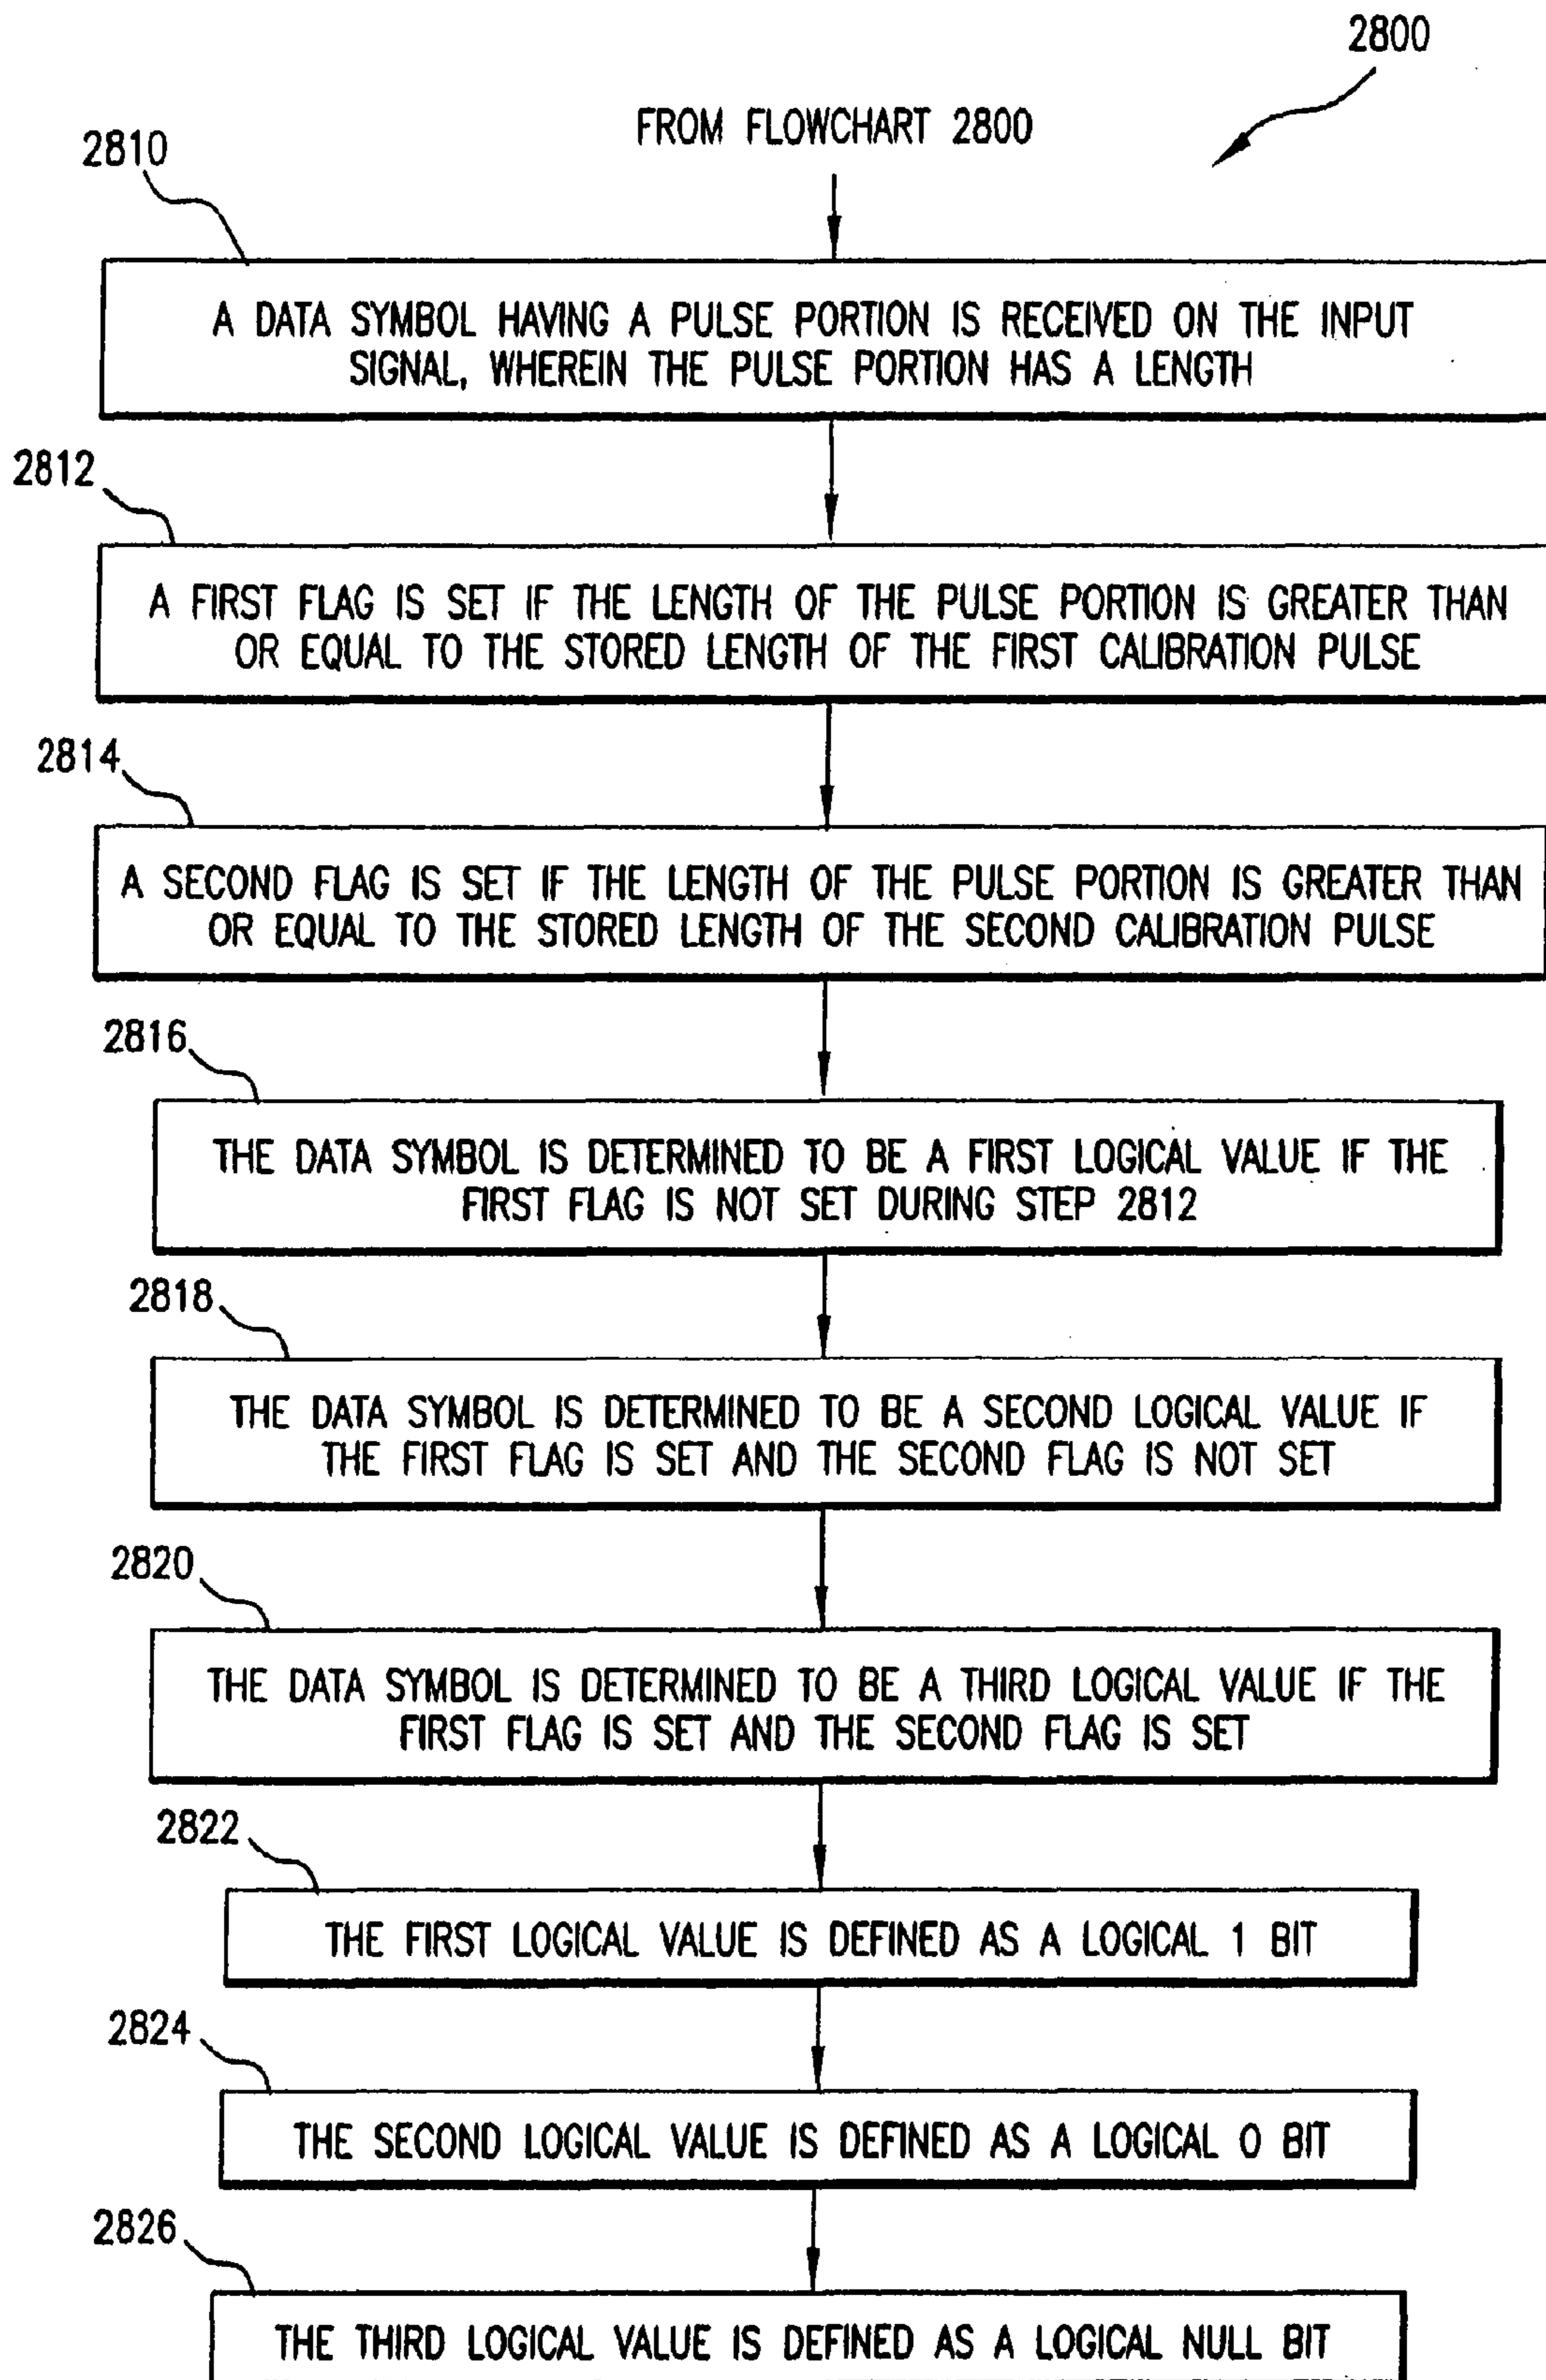 2800
FROM FLOWCHART 2800
2810
A DATA SYMBOL HAVING A PULSE PORTION IS RECEIVED ON THE INPUT
SIGNAL, WHEREIN THE PULSE PORTION HAS A LENGTH
2812
A FIRST FLAG IS SET IF THE LENGTH OF THE PULSE PORTION IS GREATER THAN
OR EQUAL TO THE STORED LENGTH OF THE FIRST CALIBRATION PULSE
2814
A SECOND FLAG IS SET IF THE LENGTH OF THE PULSE PORTION IS GREATER THAN
OR EQUAL TO THE STORED LENGTH OF THE SECOND CALIBRATION PULSE
2816
THE DATA SYMBOL IS DETERMINED TO BE A FIRST LOGICAL VALUE IF THE
FIRST FLAG IS NOT SET DURING STEP 2812
2818
THE DATA SYMBOL IS DETERMINED TO BE A SECOND LOGICAL VALUE IF
THE FIRST FLAG IS SET AND THE SECOND FLAG IS NOT SET
2820
THE DATA SYMBOL IS DETERMINED TO BE A THIRD LOGICAL VALUE IF THE
FIRST FLAG IS SET AND THE SECOND FLAG IS SET
2822
THE FIRST LOGICAL VALUE IS DEFINED AS A LOGICAL 1 BIT
2824
THE SECOND LOGICAL VALUE IS DEFINED AS A LOGICAL 0 BIT
2826
THE THIRD LOGICAL VALUE IS DEFINED AS A LOGICAL NULL BIT